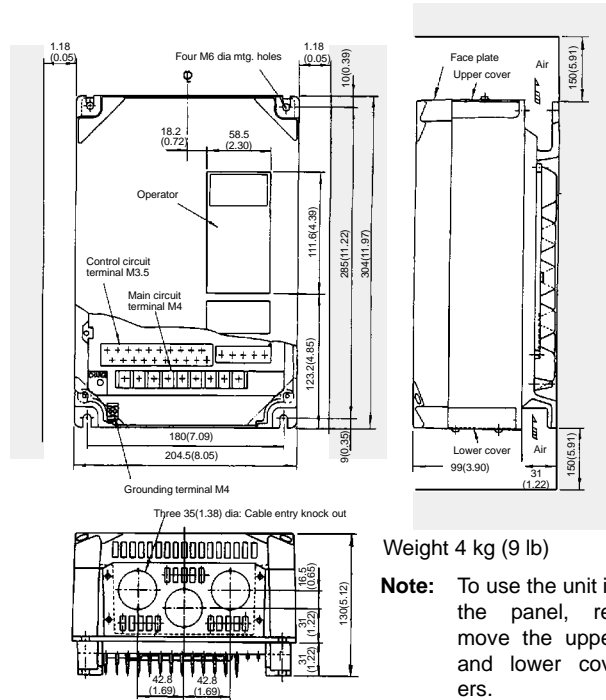 1.18
(0.05)
Four M6 dia mtg. holes
1.18
(0.05)
10(0.39)
18.2
(0.72)
58.5
(2.30)
Operator
111.6(4.39)
285(11.22)
304(11.97)
Control circuit
terminal M3.5
Main circuit
terminal M4
CHARGE
123.2(4.85)
180(7.09)
204.5(8.05)
9(0.35)
Grounding terminal M4
Face plate
Upper cover
Air
150(5.91)
Lower cover
Air
99(3.90)
31
(1.22)
150(5.91)
Three 35(1.38) dia: Cable entry knock out
16.5
(0.65)
31
(1.22)
31
(1.22)
130(5.12)
42.8
(1.69)
42.8
(1.69)
Weight 4 kg (9 lb)
Note: To use the unit i
the panel, re
move the uppe
and lower cov
ers.